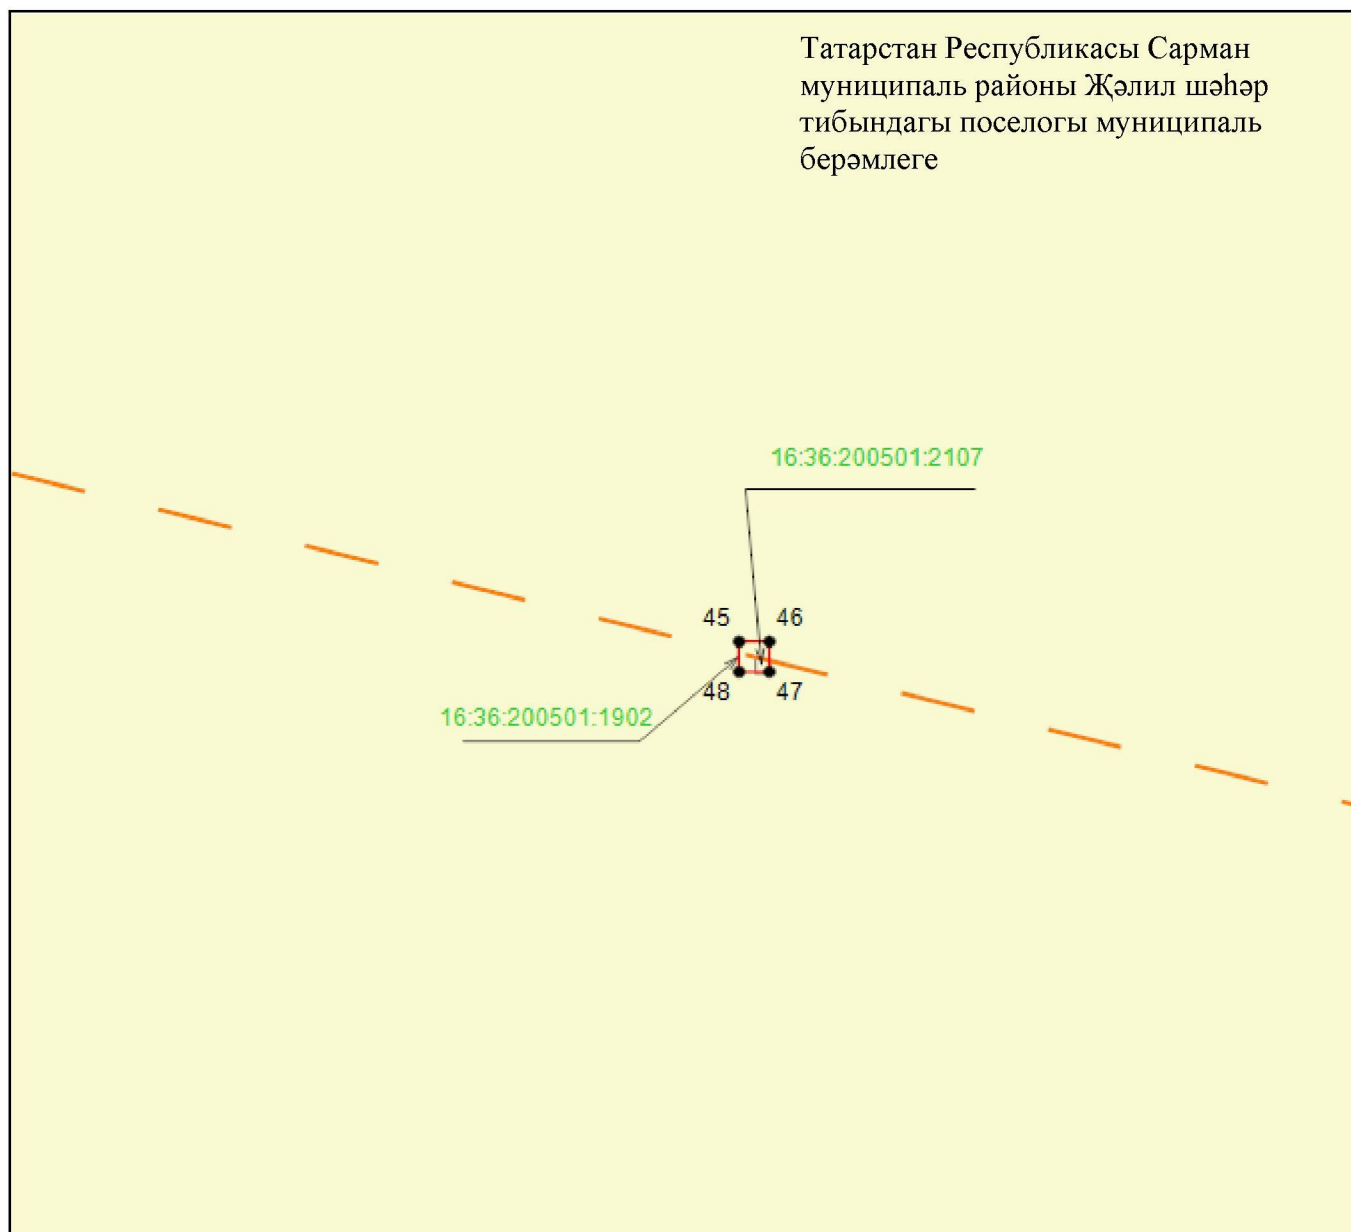 Татарстан Республикасы Сарман
муниципаль районы Җәлил шәһәр
тибындагы поселогы муниципаль
берәмлеге
16:36:200501:2107
45 46
48 47
16:36:200501:1902